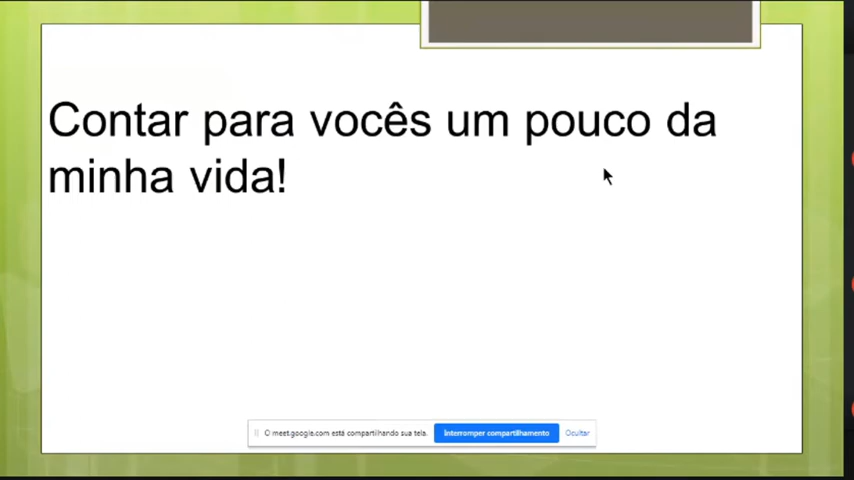 Contar para vocês um pouco da
minha vida!
O meet.google.com está compartilhando sua tela.
Interromper compartilhamento
Ocultar